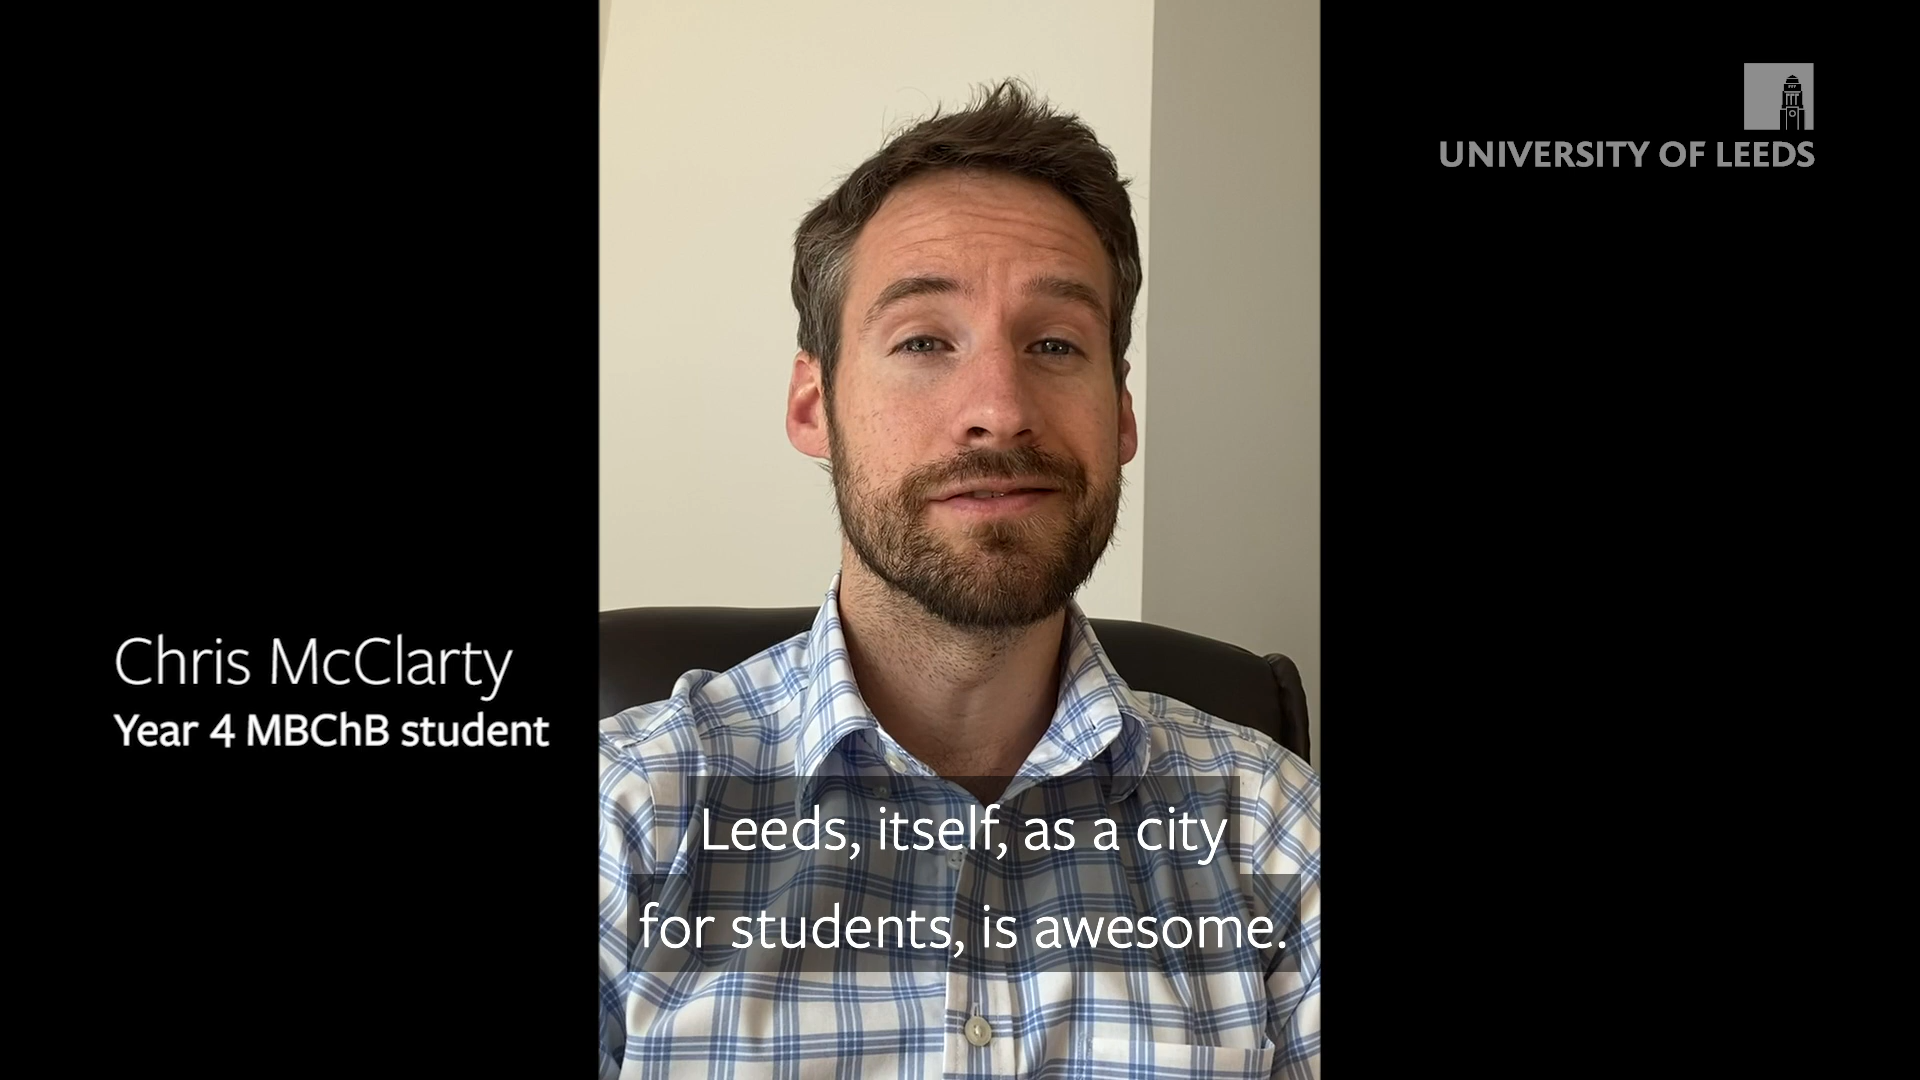 UNIVERSITY OF LEEDS
Chris McClarty
Year 4 MBChB student
Leeds, itself, as a city
for students, is awesome.